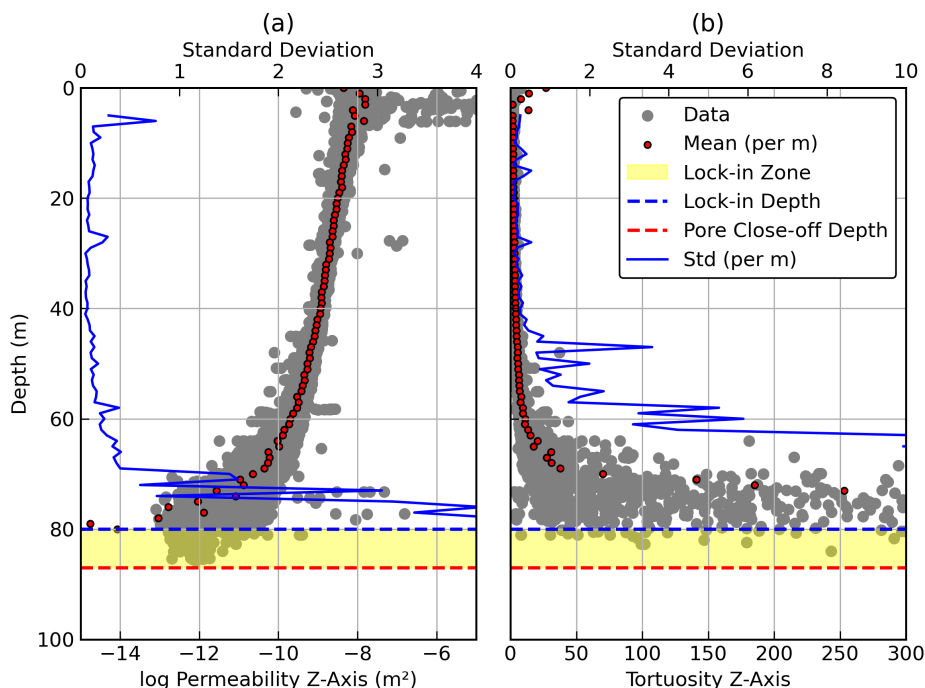 (a)
Standard Deviation
0 1 2 3 4
0
20
40
60
80
100
Depth (m)
−14 −12 −10 −8 −6
log Permeability Z-Axis (m²)
(b)
Standard Deviation
0 2 4 6 8 10
Data
Mean (per m)
Lock-in Zone
Lock-in Depth
Pore Close-off Depth
Std (per m)
0 50 100 150 200 250 300
Tortuosity Z-Axis